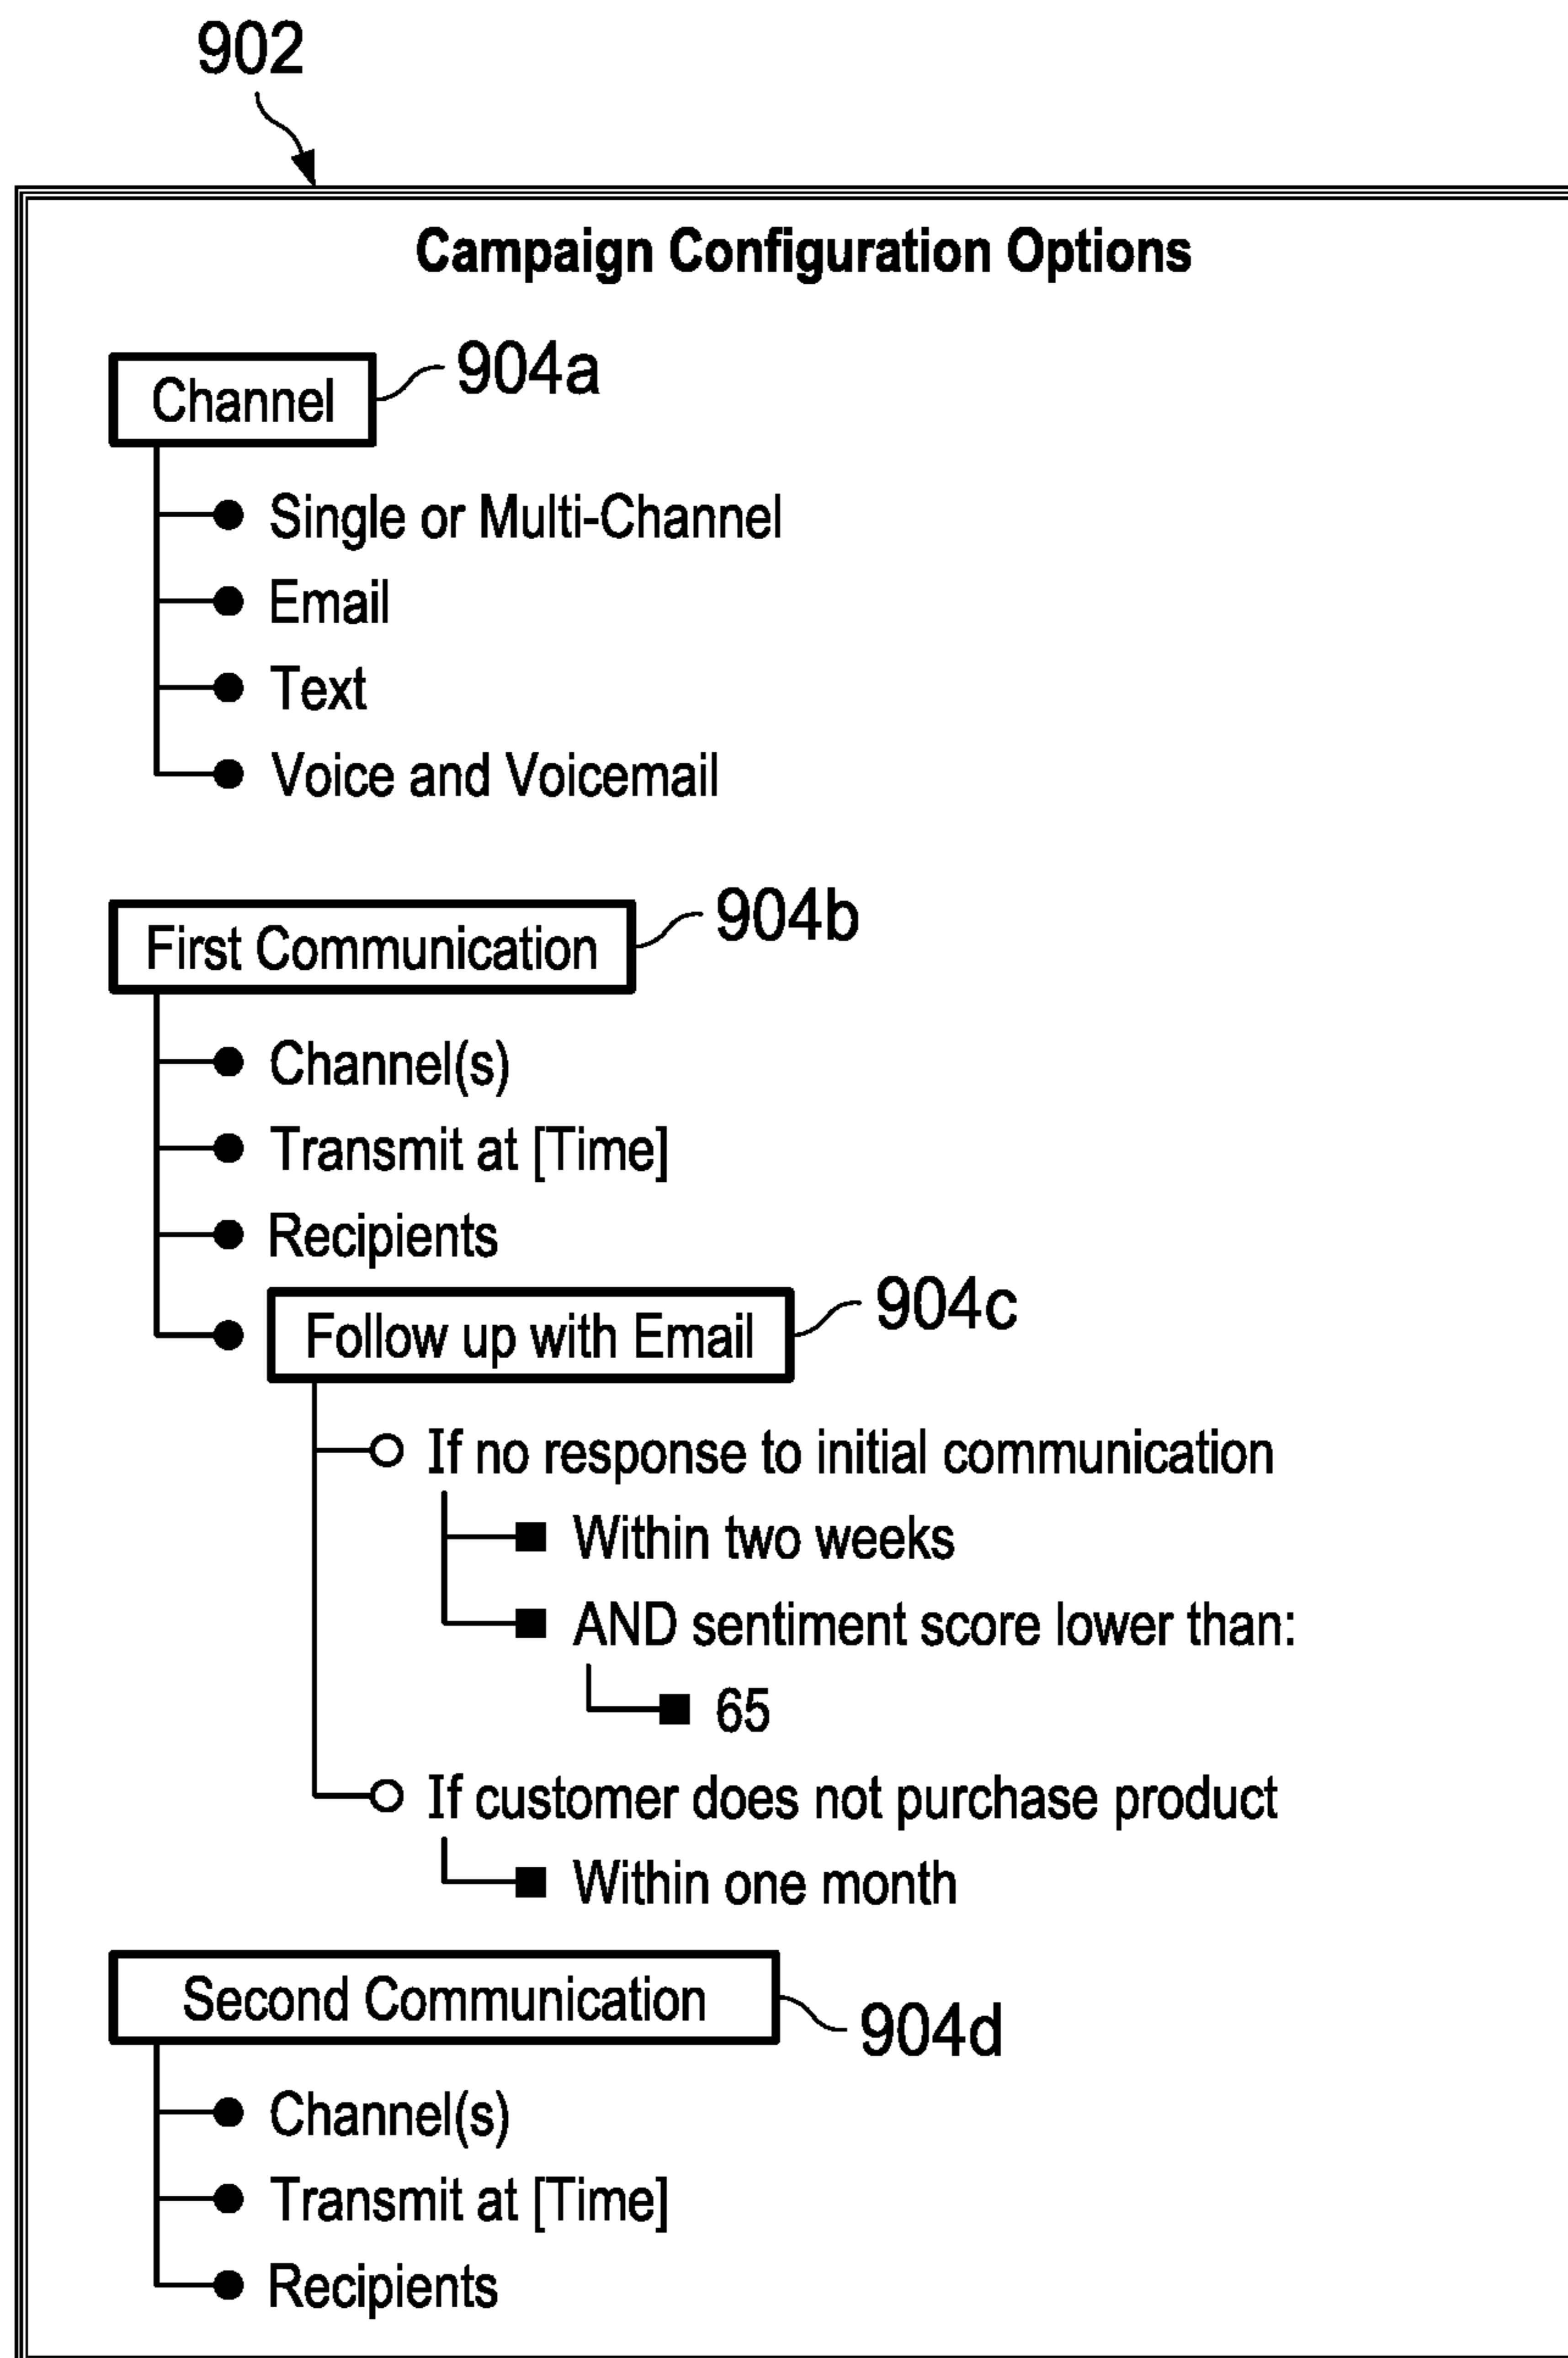 902
Campaign Configuration Options
Channel 904a
Single or Multi-Channel
Email
Text
Voice and Voicemail
First Communication 904b
Channel(s)
Transmit at [Time]
Recipients
Follow up with Email 904c
If no response to initial communication
Within two weeks
AND sentiment score lower than:
65
If customer does not purchase product
Within one month
Second Communication 904d
Channel(s)
Transmit at [Time]
Recipients